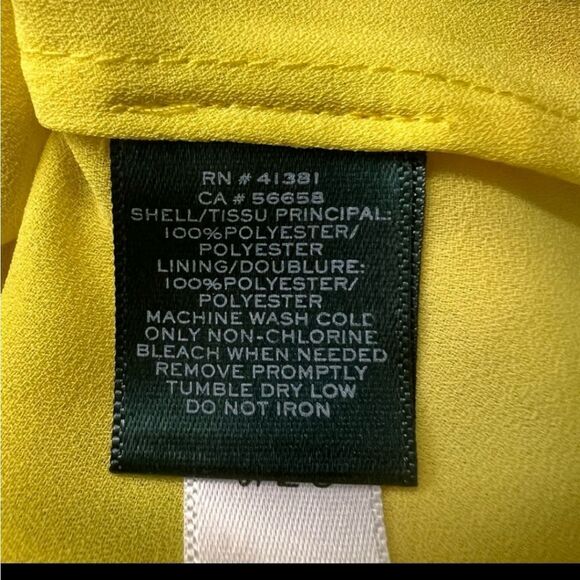 RN # 41381
CA # 56658
SHELL/TISSU PRINCIPAL:
100%POLYESTER/
POLYESTER
LINING/DOUBLURE:
100%POLYESTER/
POLYESTER
MACHINE WASH COLD
ONLY NON-CHLORINE
BLEACH WHEN NEEDED
REMOVE PROMPTLY
TUMBLE DRY LOW
DO NOT IRON